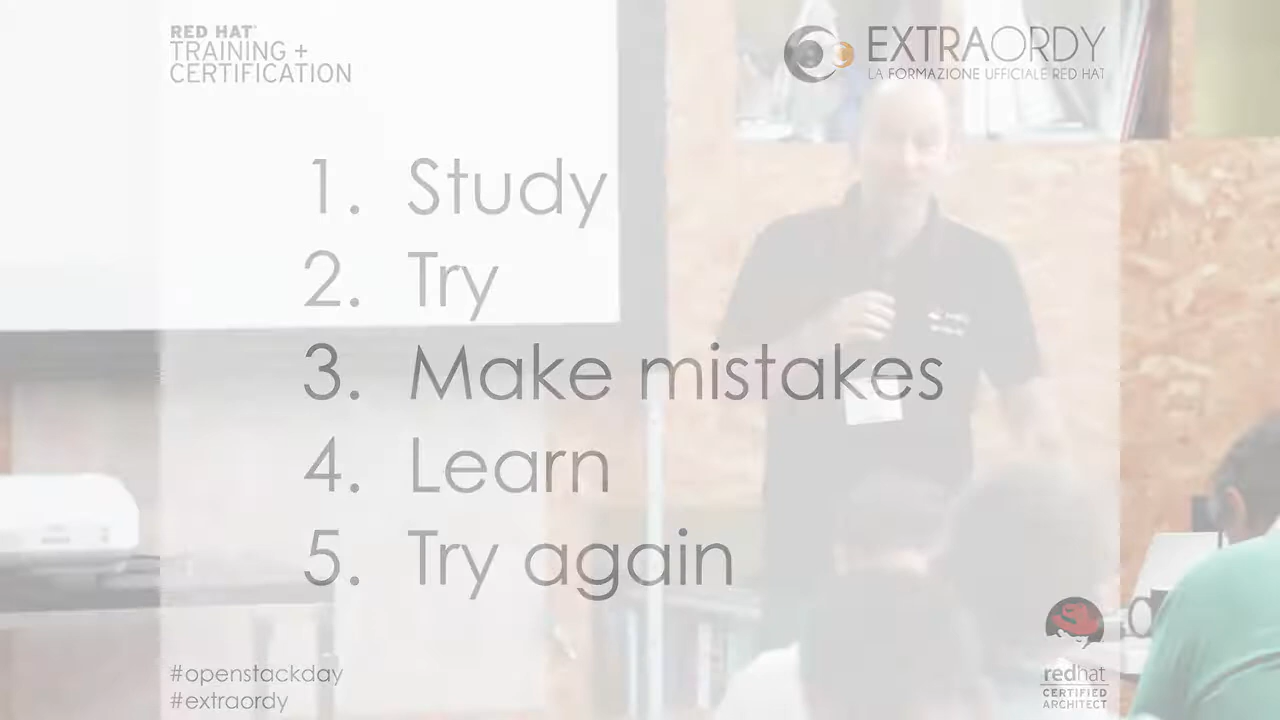 RED HAT
TRAINING +
CERTIFICATION
EXTRAORDY
LA FORMAZIONE UFFICIALE RED HAT
1. Study
2. Try
3. Make mistakes
4. Learn
5. Try again
#openstackday
#extraordy
redhat
CERTIFIED
ARCHITECT